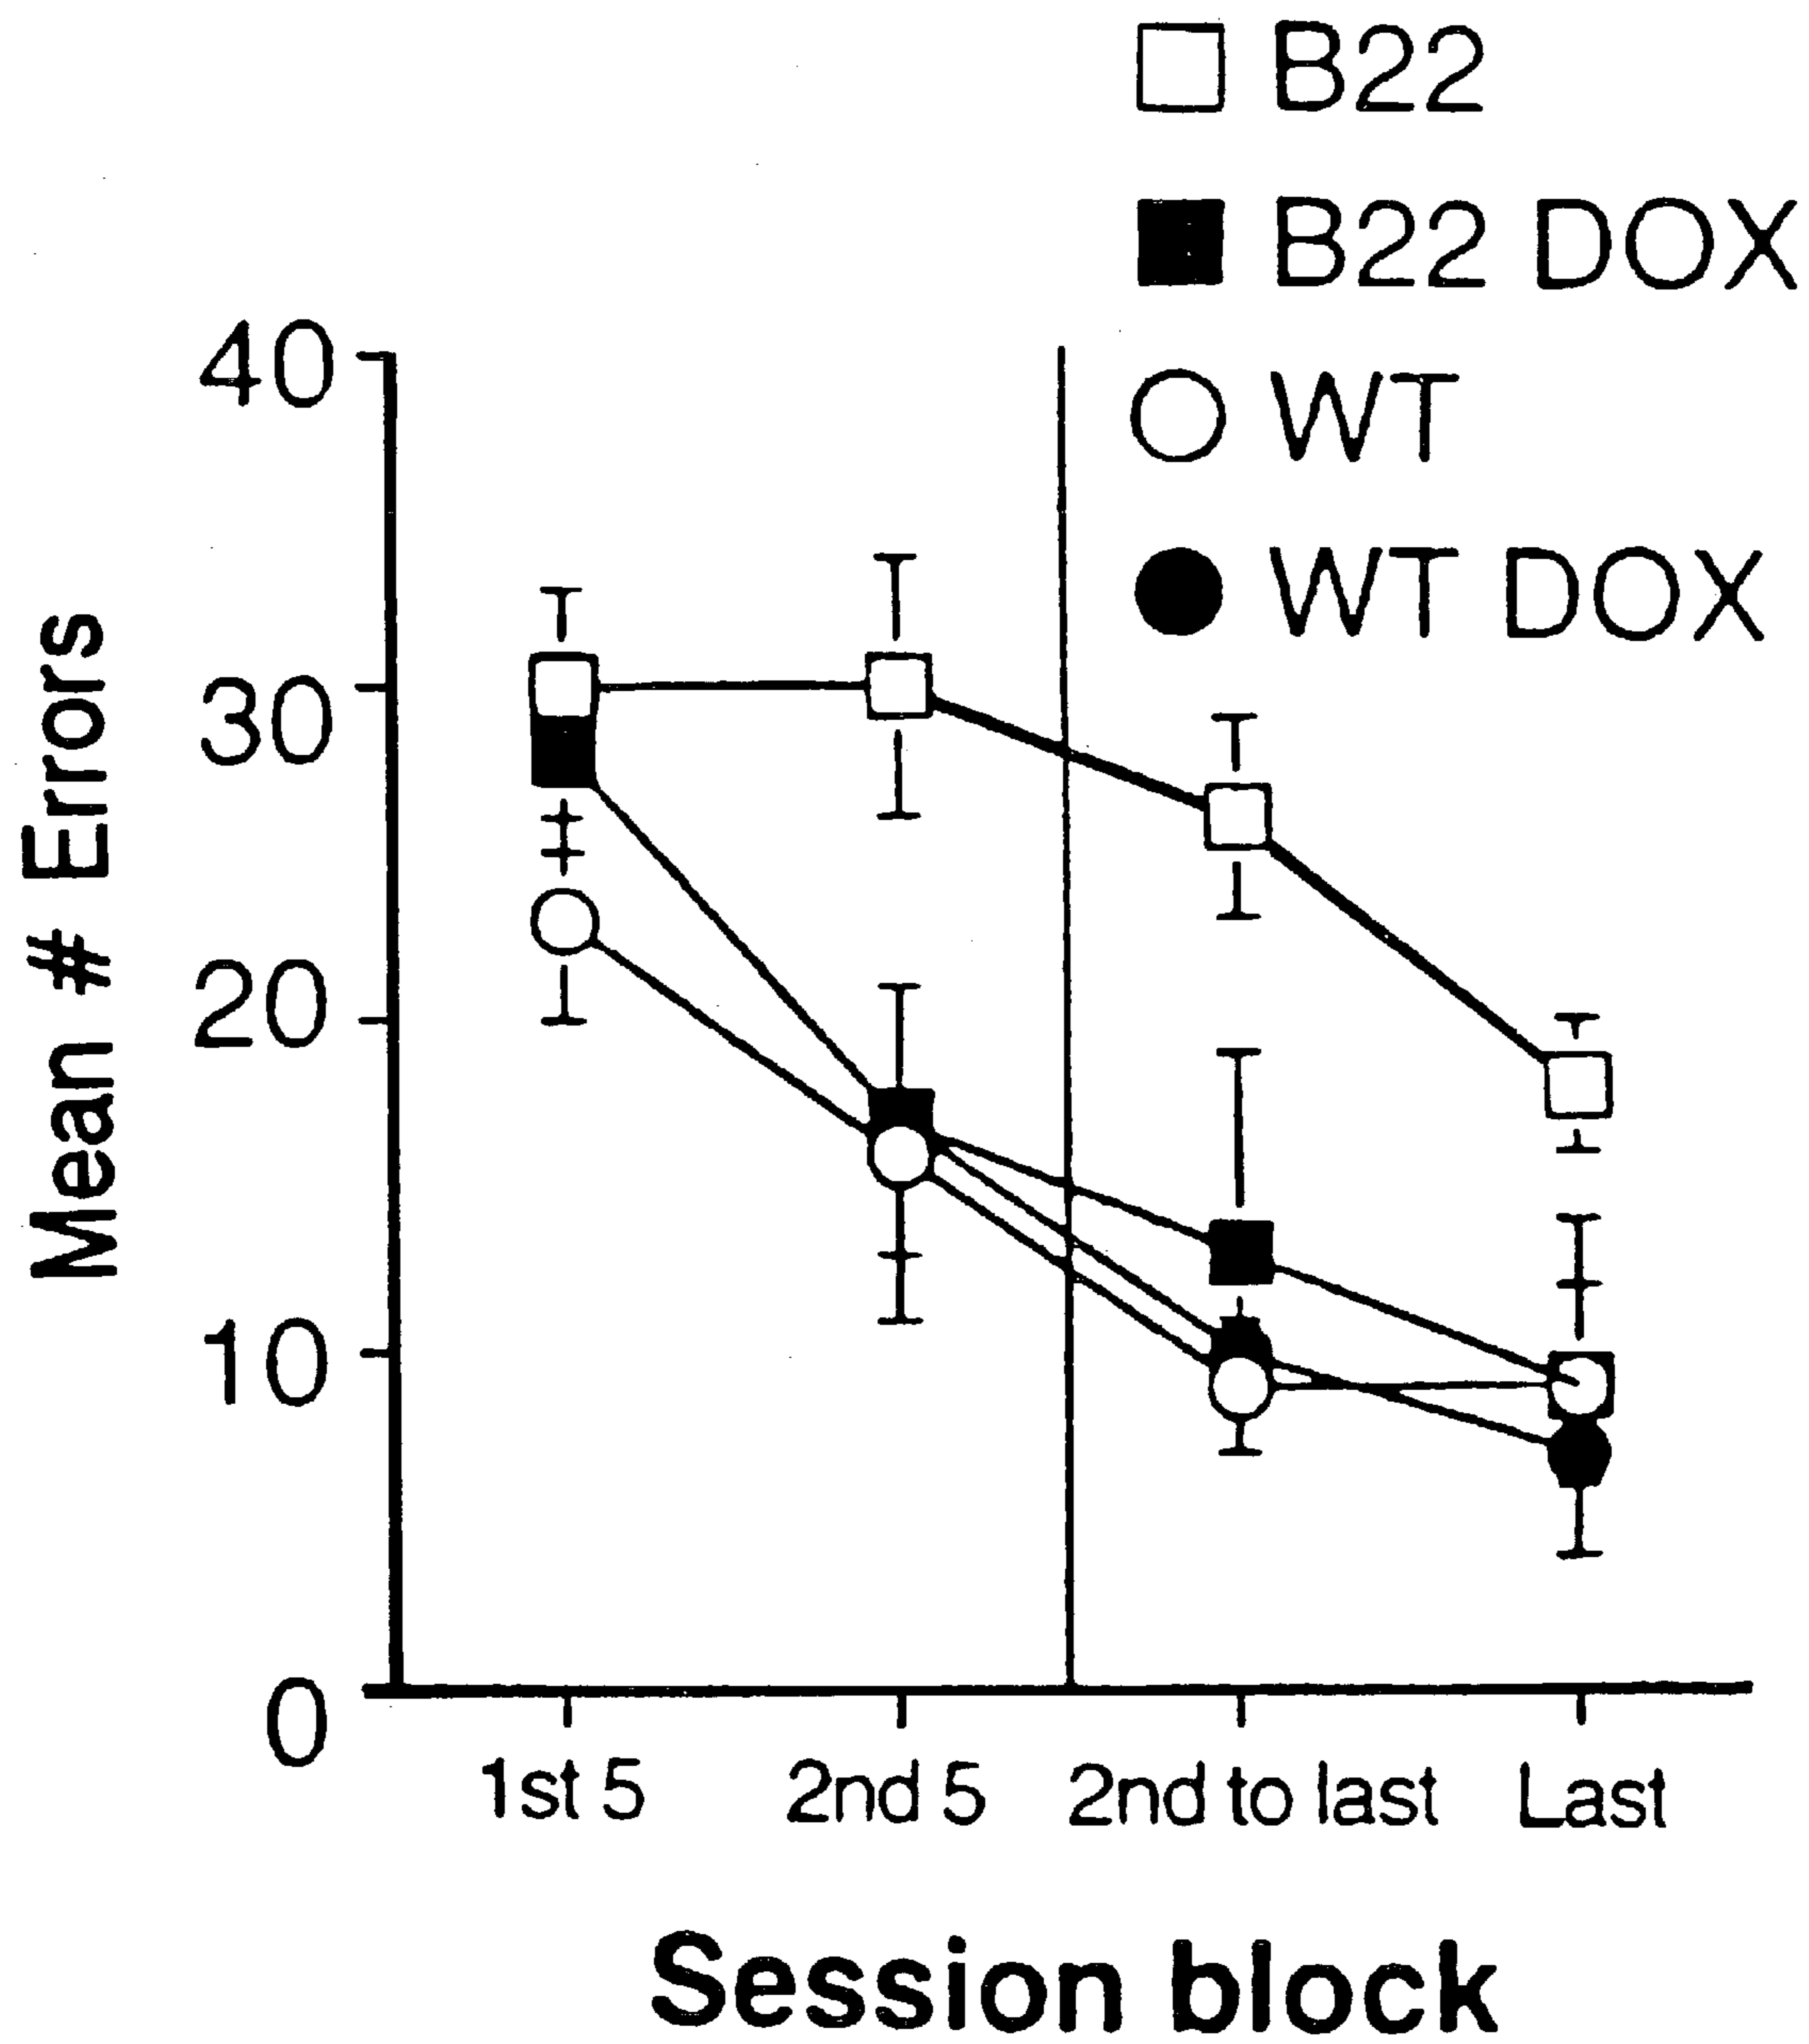 B22
B22 DOX
WT
WT DOX
40
30
20
10
0
Mean # Errors
1st 5
2nd 5
2nd to last
Last
Session block